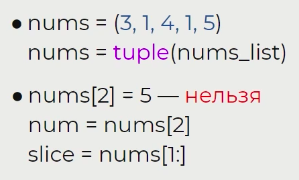 ● nums = (3, 1, 4, 1, 5)
nums = tuple(nums_list)
● nums[2] = 5 — нельзя
num = nums[2]
slice = nums[1:]